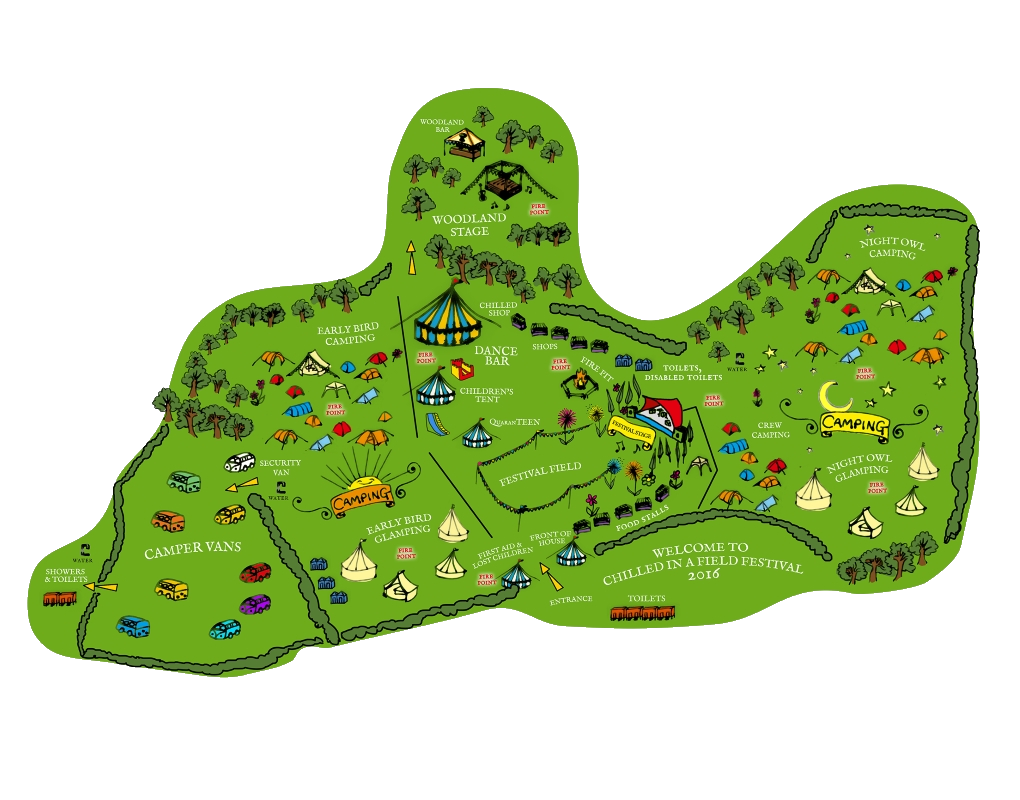 WOODLAND
BAR
FIRE
POINT
WOODLAND
STAGE
NIGHT OWL
CAMPING
CHILLED
SHOP
EARLY BIRD
CAMPING
SHOPS
DANCE
BAR
FIRE
POINT
FIRE
POINT
FIRE PIT
TOILETS,
DISABLED TOILETS
WATER
FIRE
POINT
CHILDREN'S
TENT
FIRE
POINT
FIRE
POINT
QUARANTEEN
FESTIVAL STAGE
CREW
CAMPING
CAMPING
SECURITY
VAN
WATER
CAMPING
FESTIVAL FIELD
NIGHT OWL
GLAMPING
FIRE
POINT
EARLY BIRD
GLAMPING
FIRE
POINT
FOOD STALLS
CAMPER VANS
WATER
SHOWERS
& TOILETS
FIRST AID &
LOST CHILDREN
FRONT OF
HOUSE
FIRE
POINT
ENTRANCE
WELCOME TO
CHILLED IN A FIELD FESTIVAL
2016
TOILETS